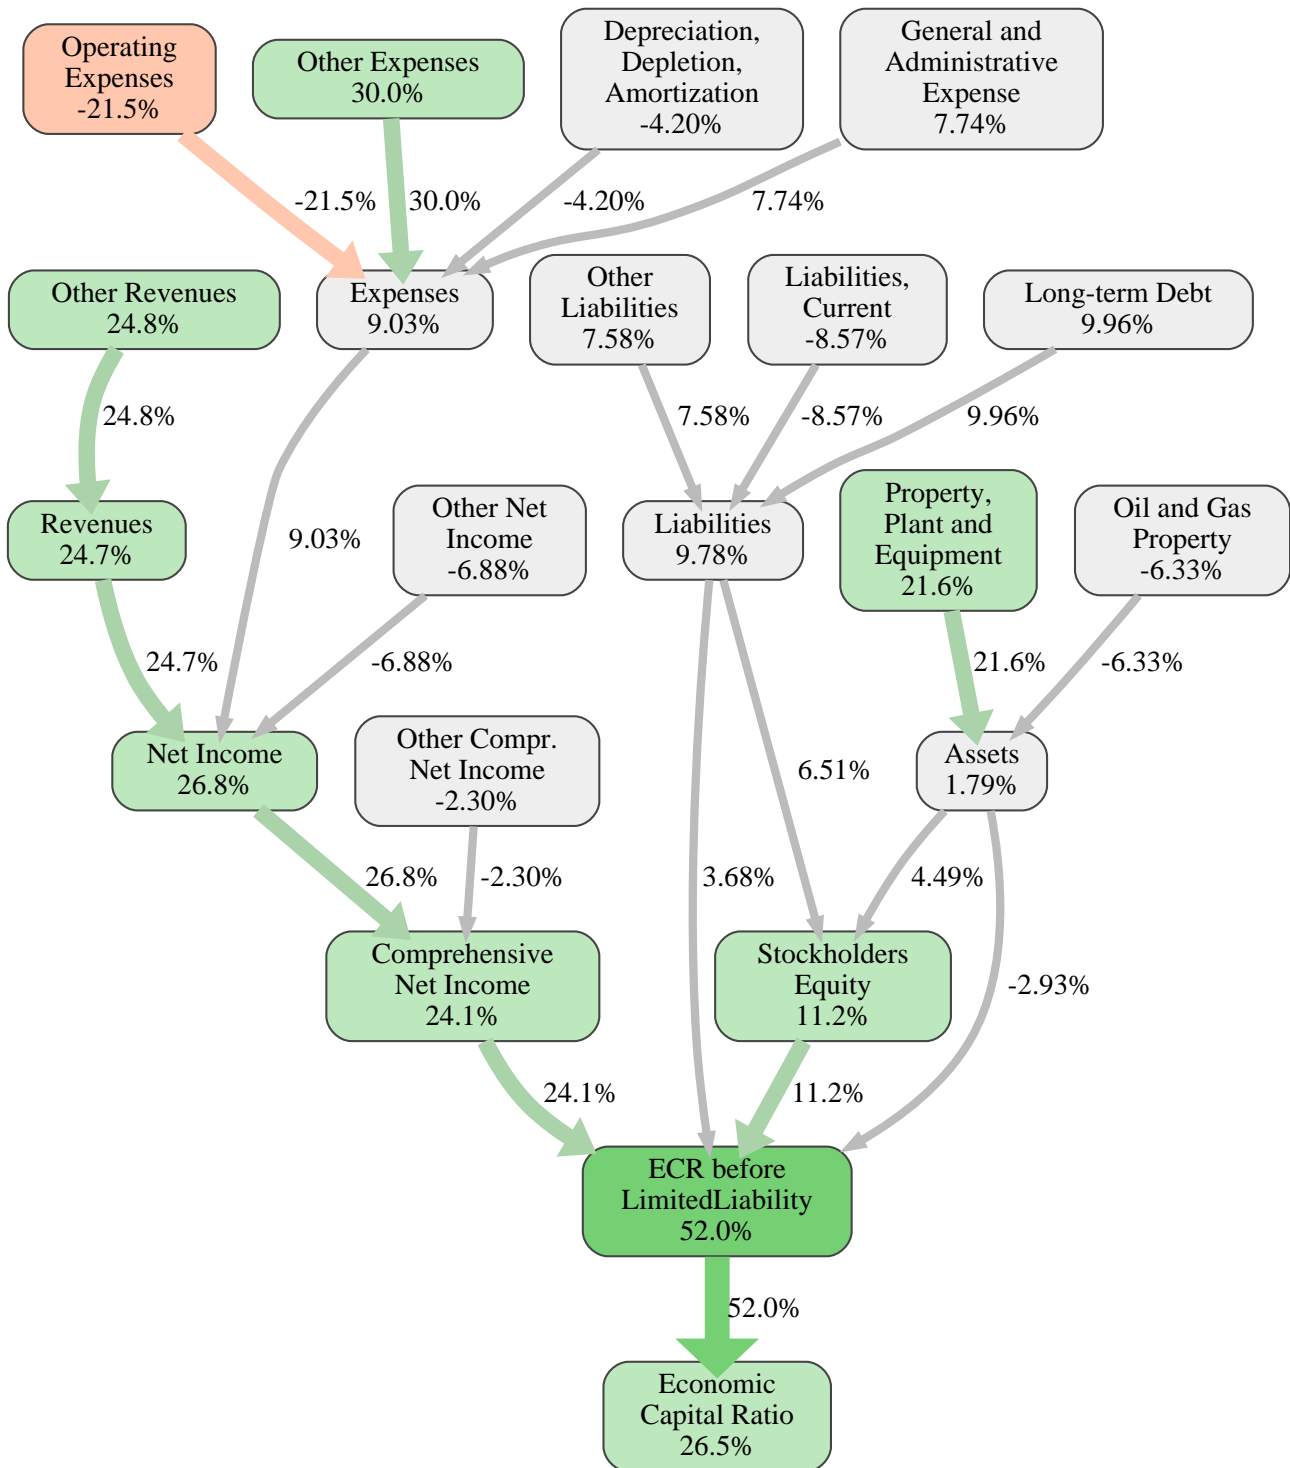 Operating
Expenses
-21.5%
Other Expenses
30.0%
Depreciation,
Depletion,
Amortization
-4.20%
General and
Administrative
Expense
7.74%
-21.5%
30.0%
-4.20%
7.74%
Other Revenues
24.8%
Expenses
9.03%
Other
Liabilities
7.58%
Liabilities,
Current
-8.57%
Long-term Debt
9.96%
24.8%
7.58%
-8.57%
9.96%
Revenues
24.7%
9.03%
Other Net
Income
-6.88%
Liabilities
9.78%
Property,
Plant and
Equipment
21.6%
Oil and Gas
Property
-6.33%
24.7%
-6.88%
21.6%
-6.33%
Net Income
26.8%
Other Compr.
Net Income
-2.30%
6.51%
Assets
1.79%
26.8%
-2.30%
3.68%
4.49%
Comprehensive
Net Income
24.1%
Stockholders
Equity
11.2%
-2.93%
24.1%
11.2%
ECR before
LimitedLiability
52.0%
52.0%
Economic
Capital Ratio
26.5%